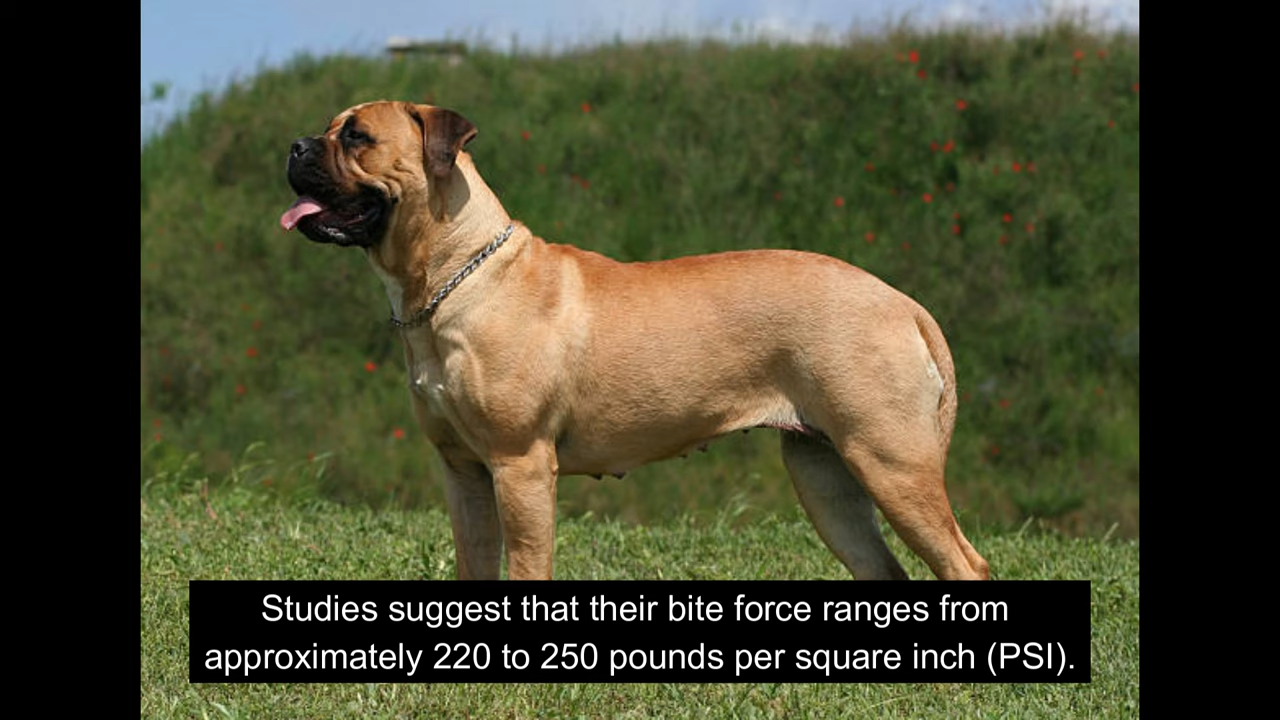 Studies suggest that their bite force ranges from
approximately 220 to 250 pounds per square inch (PSI).